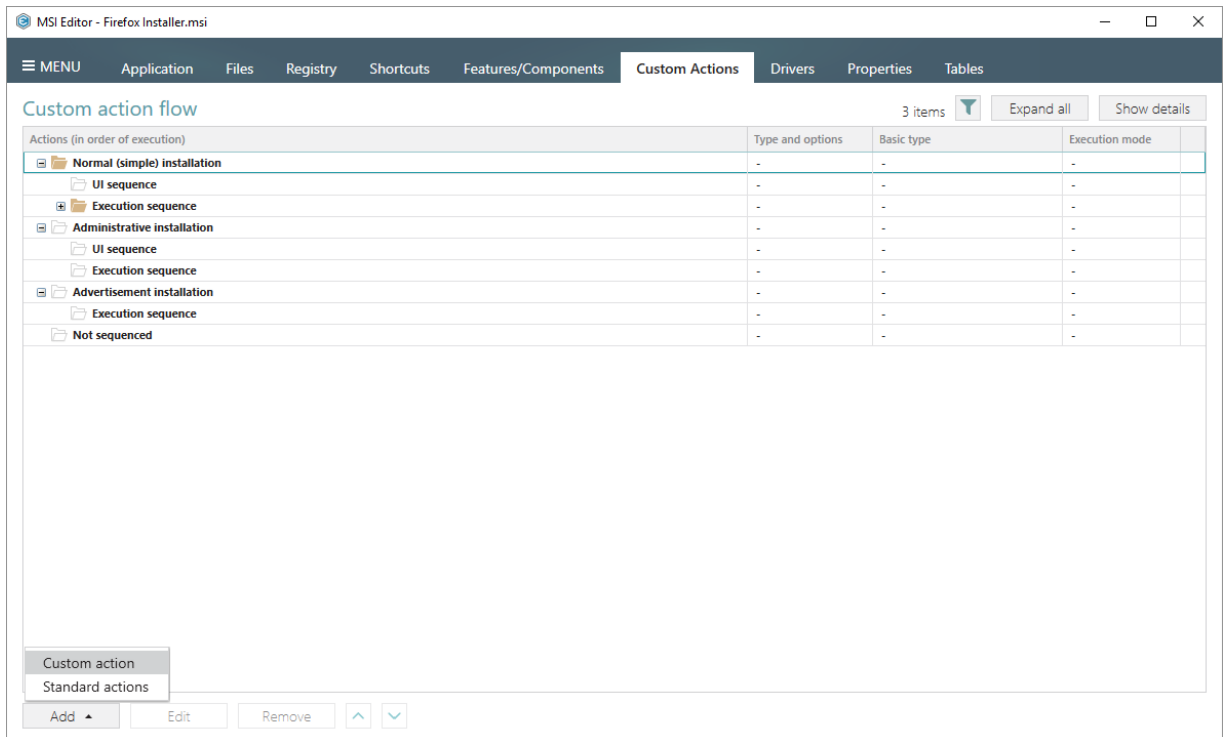 MSI Editor - Firefox Installer.msi
MENU Application Files Registry Shortcuts Features/Components Custom Actions Drivers Properties Tables
Custom action flow 3 items Expand all Show details
Actions (in order of execution) Type and options Basic type Execution mode
Normal (simple) installation - - -
UI sequence - - -
Execution sequence - - -
Administrative installation - - -
UI sequence - - -
Execution sequence - - -
Advertisement installation - - -
Execution sequence - - -
Not sequenced - - -
Custom action
Standard actions
Add Edit Remove